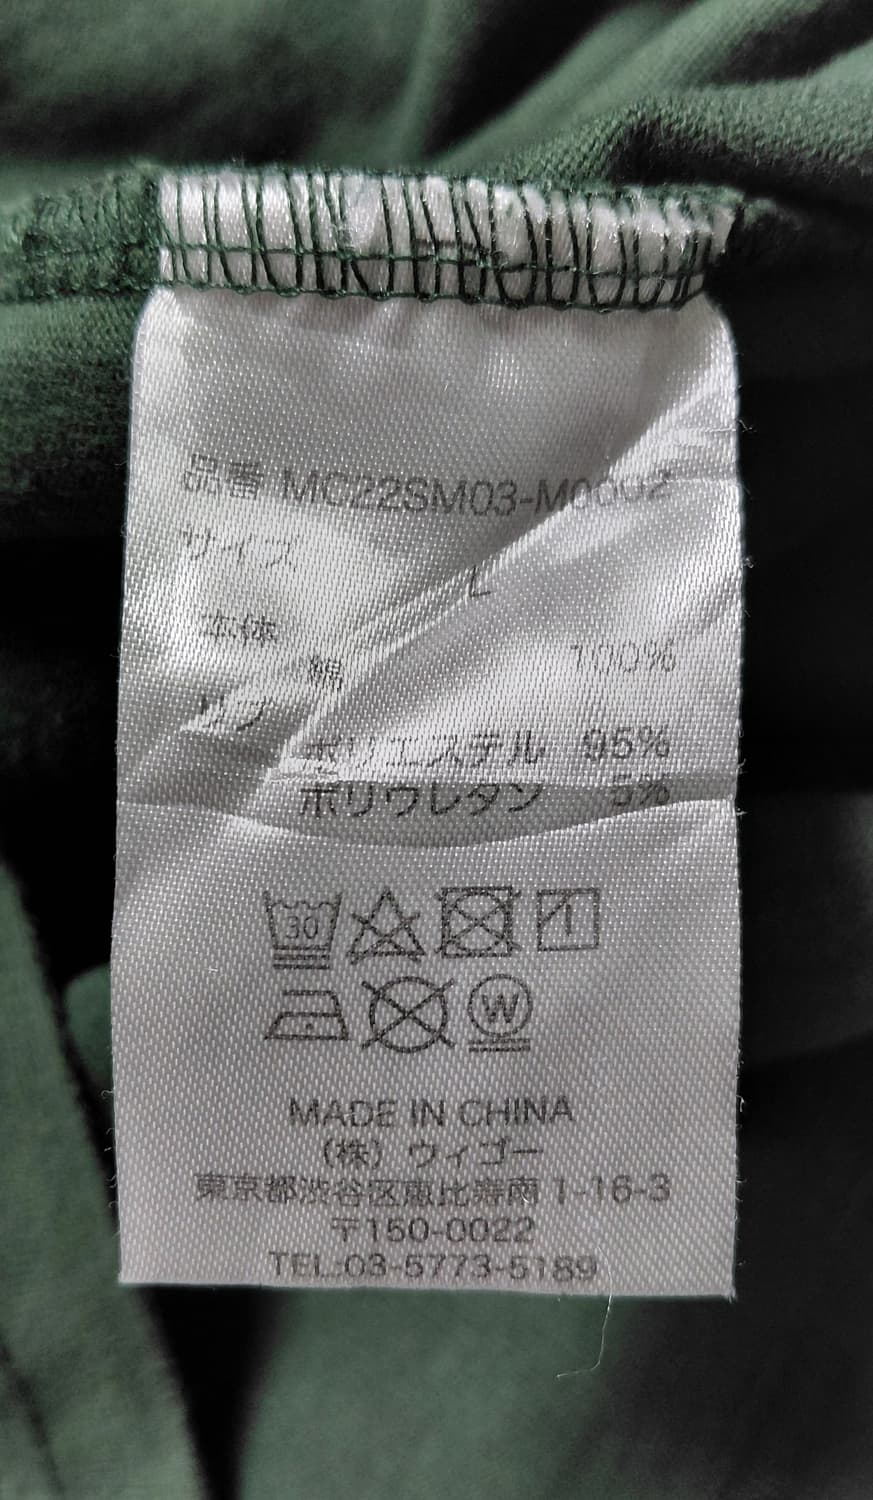 品番 MC22SM03-M0002
サイズ
L
本体
綿 100%
リブ
ポリエステル 95%
ポリウレタン 5%
30
W
MADE IN CHINA
(株) ウィゴー
東京都渋谷区恵比寿南 1-16-3
〒150-0022
TEL:03-5773-5189